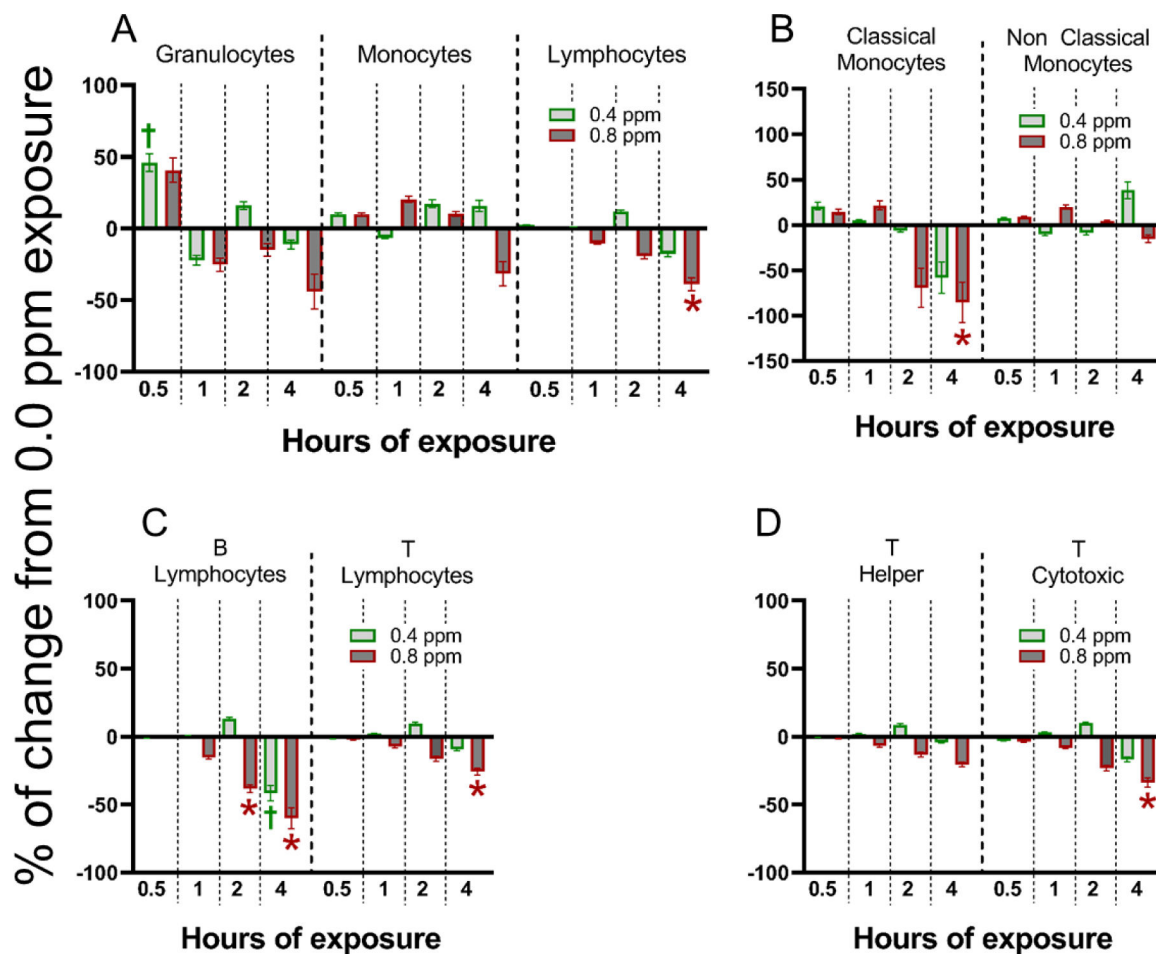 % of change from 0.0 ppm exposure
A
Granulocytes Monocytes Lymphocytes
0.4 ppm
0.8 ppm
100
50
0
-50
-100
†
*
0.5 1 2 4 0.5 1 2 4 0.5 1 2 4
Hours of exposure
B
Classical Non Classical
Monocytes Monocytes
0.4 ppm
0.8 ppm
150
100
50
0
-50
-100
-150
*
0.5 1 2 4 0.5 1 2 4
Hours of exposure
C
B T
Lymphocytes Lymphocytes
0.4 ppm
0.8 ppm
100
50
0
-50
-100
* † * *
0.5 1 2 4 0.5 1 2 4
Hours of exposure
D
T T
Helper Cytotoxic
0.4 ppm
0.8 ppm
100
50
0
-50
-100
*
0.5 1 2 4 0.5 1 2 4
Hours of exposure